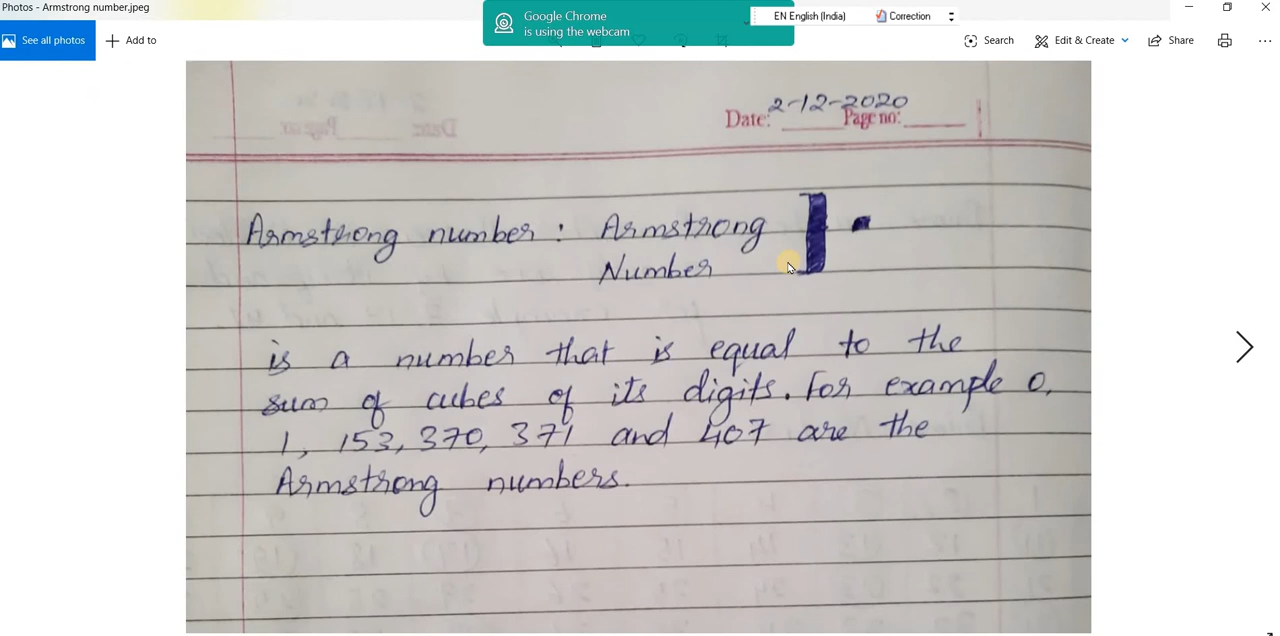 Photos - Armstrong number.jpeg
Google Chrome
is using the webcam
EN English (India) Correction
See all photos Add to
Search Edit & Create Share
Date: 2-12-2020 Page no:
Armstrong number : Armstrong
Number
is a number that is equal to the
sum of cubes of its digits. For example 0,
1, 153, 370, 371 and 407 are the
Armstrong numbers.